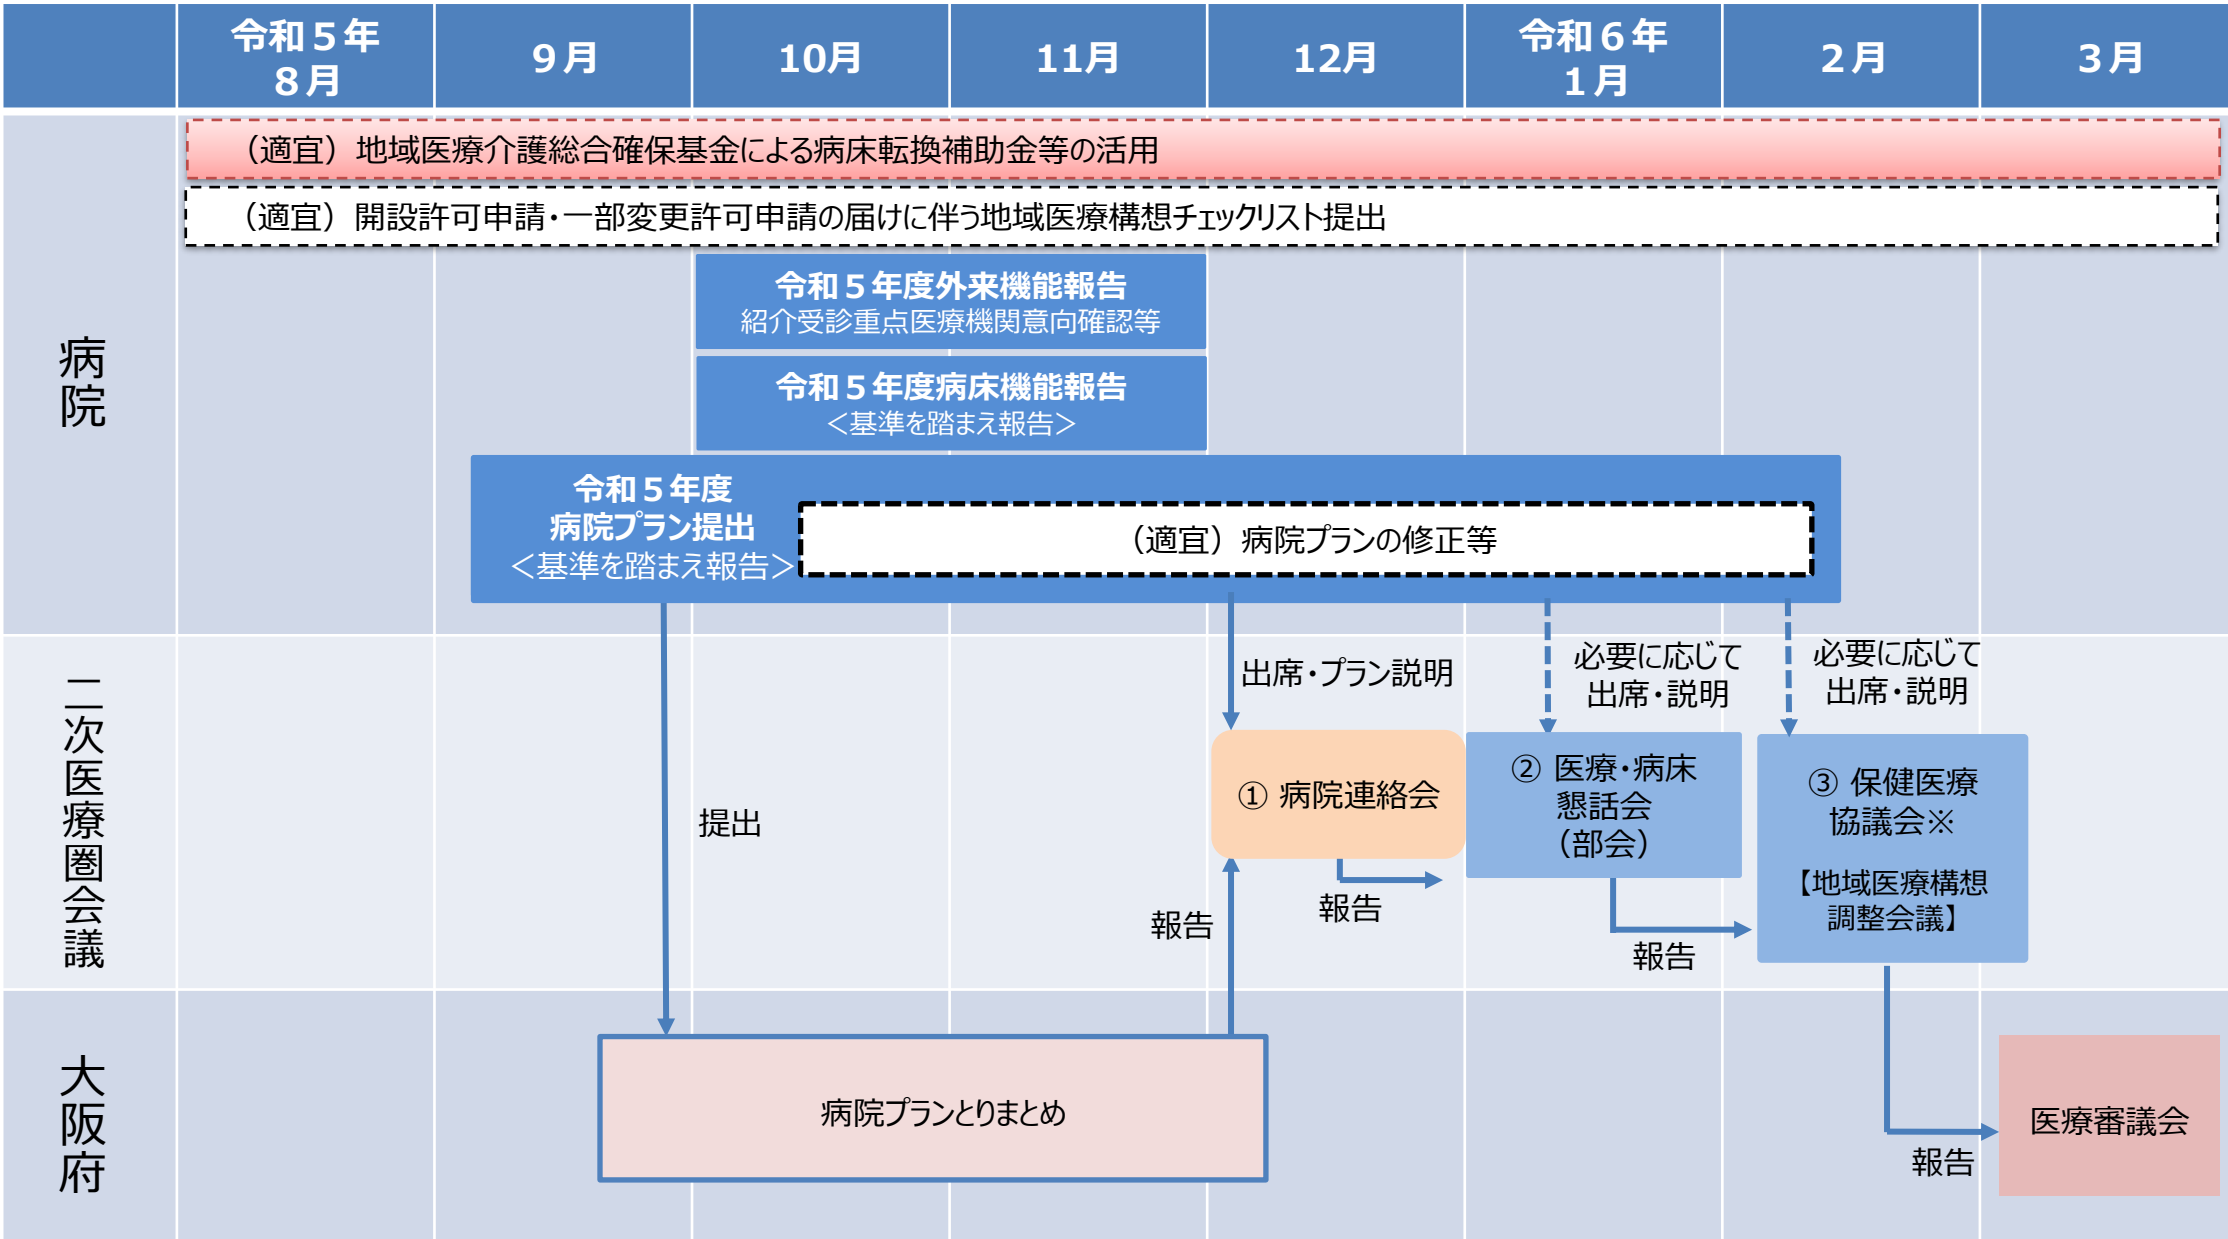 令和５年
８月
９月
10月
11月
12月
令和６年
１月
２月
３月
病院
（適宜）地域医療介護総合確保基金による病床転換補助金等の活用
（適宜）開設許可申請・一部変更許可申請の届けに伴う地域医療構想チェックリスト提出
令和５年度外来機能報告
紹介受診重点医療機関意向確認等
令和５年度病床機能報告
＜基準を踏まえ報告＞
令和５年度
病院プラン提出
＜基準を踏まえ報告＞
（適宜）病院プランの修正等
二次医療圏会議
提出
出席・プラン説明
必要に応じて
出席・説明
必要に応じて
出席・説明
① 病院連絡会
② 医療・病床
懇話会
（部会）
③ 保健医療
協議会※
【地域医療構想
調整会議】
報告
報告
報告
大阪府
病院プランとりまとめ
医療審議会
報告